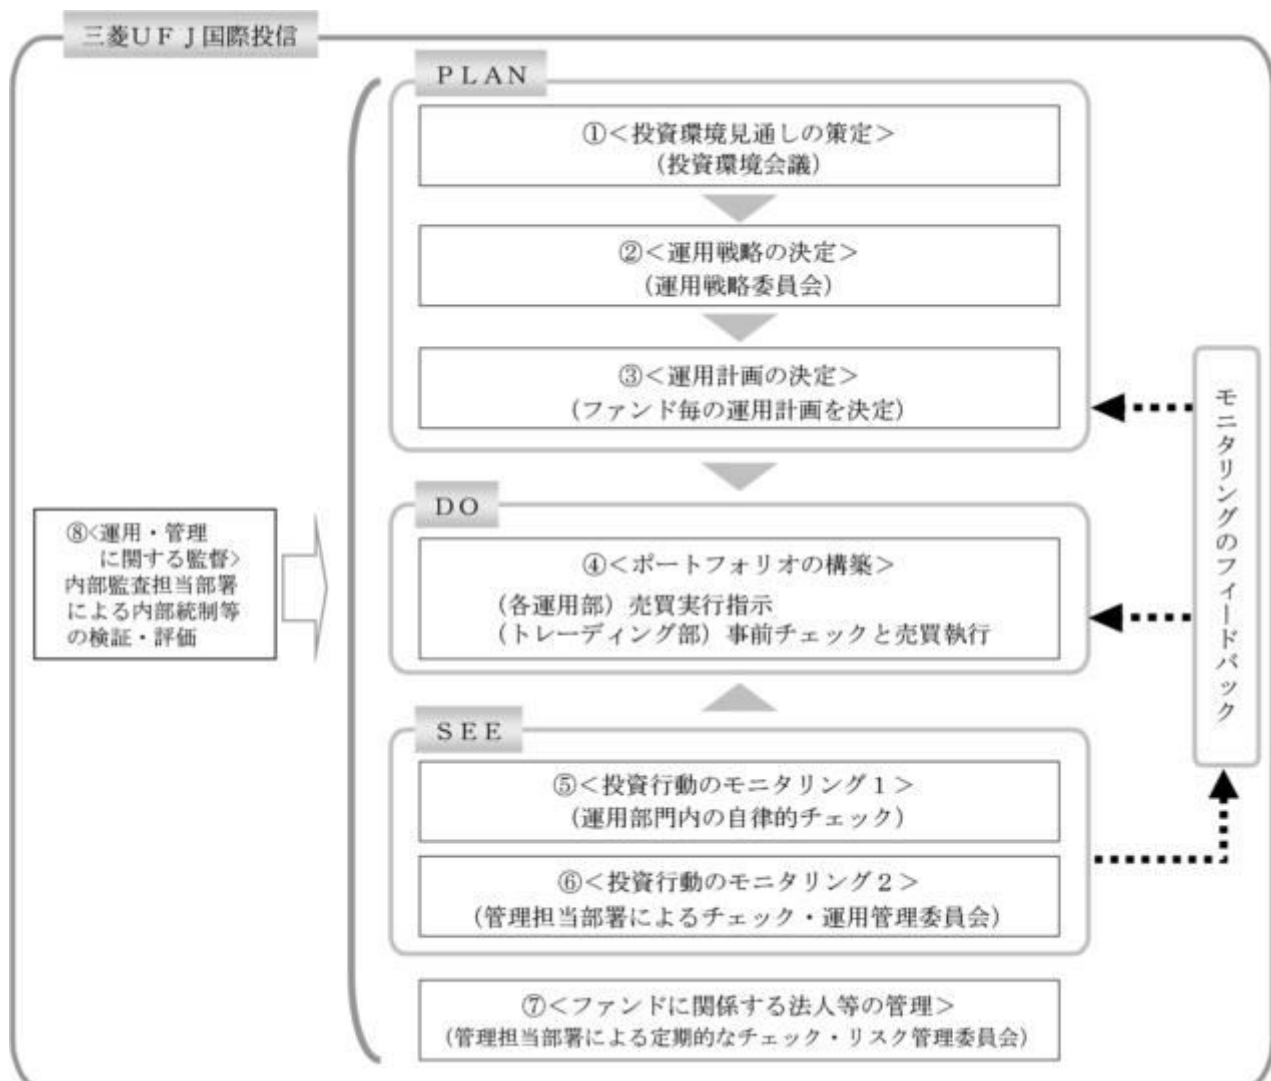 三菱ＵＦＪ国際投信
ＰＬＡＮ
①＜投資環境見通しの策定＞
（投資環境会議）
②＜運用戦略の決定＞
（運用戦略委員会）
③＜運用計画の決定＞
（ファンド毎の運用計画を決定）
ＤＯ
④＜ポートフォリオの構築＞
（各運用部）売買実行指示
（トレーディング部）事前チェックと売買執行
ＳＥＥ
⑤＜投資行動のモニタリング１＞
（運用部門内の自律的チェック）
⑥＜投資行動のモニタリング２＞
（管理担当部署によるチェック・運用管理委員会）
⑦＜ファンドに関係する法人等の管理＞
（管理担当部署による定期的なチェック・リスク管理委員会）
⑧<運用・管理
に関する監督>
内部監査担当部署
による内部統制等
の検証・評価
モニタリングのフィードバック